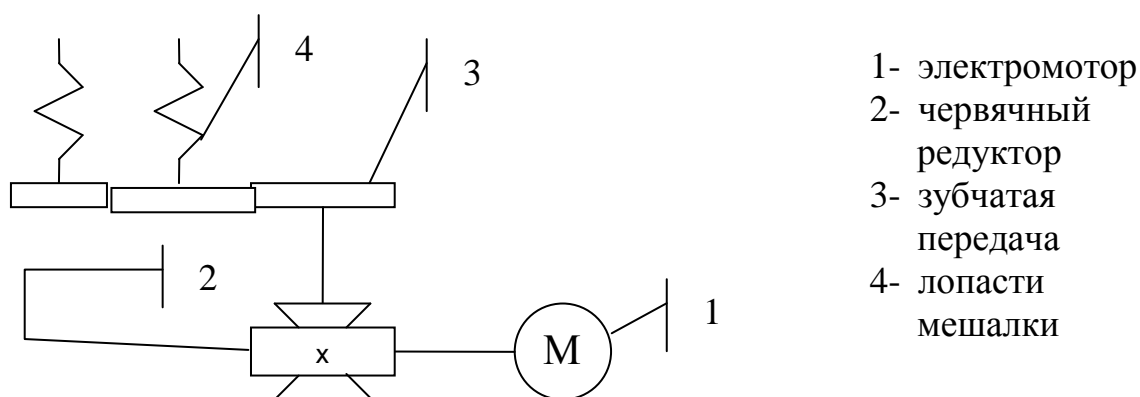 4
3
2
1
х
М
1- электромотор
2- червячный
редуктор
3- зубчатая
передача
4- лопасти
мешалки